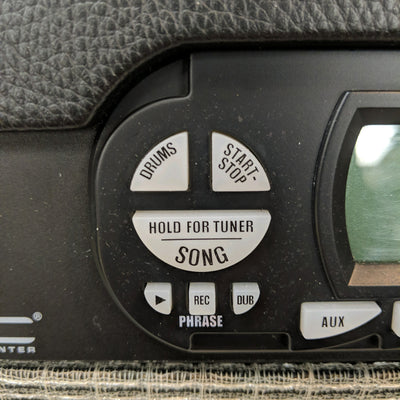 DRUMS
START-
STOP
HOLD FOR TUNER
SONG
REC
DUB
PHRASE
AUX
®